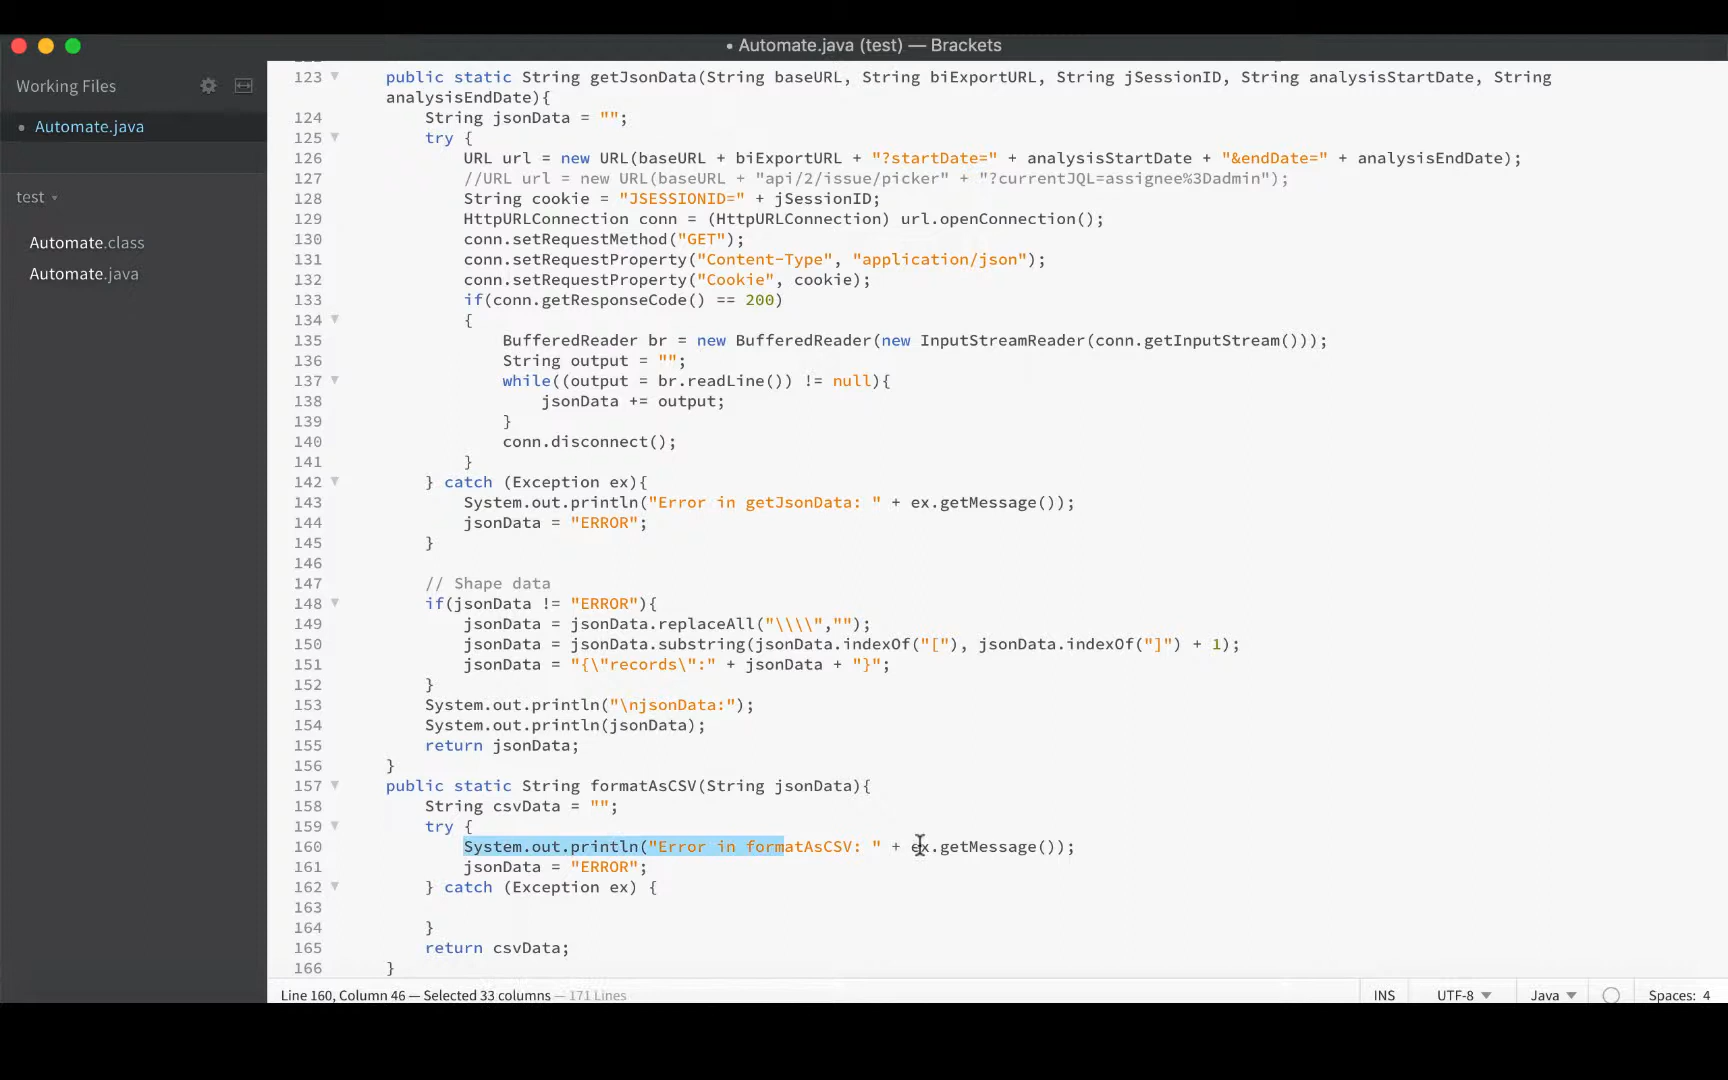 • Automate.java (test) — Brackets
Working Files
• Automate.java
test
Automate.class
Automate.java
123 public static String getJsonData(String baseURL, String biExportURL, String jSessionID, String analysisStartDate, String
analysisEndDate){
124 String jsonData = "";
125 try {
126 URL url = new URL(baseURL + biExportURL + "?startDate=" + analysisStartDate + "&endDate=" + analysisEndDate);
127 //URL url = new URL(baseURL + "api/2/issue/picker" + "?currentJQL=assignee%3Dadmin");
128 String cookie = "JSESSIONID=" + jSessionID;
129 HttpURLConnection conn = (HttpURLConnection) url.openConnection();
130 conn.setRequestMethod("GET");
131 conn.setRequestProperty("Content-Type", "application/json");
132 conn.setRequestProperty("Cookie", cookie);
133 if(conn.getResponseCode() == 200)
134 {
135 BufferedReader br = new BufferedReader(new InputStreamReader(conn.getInputStream()));
136 String output = "";
137 while((output = br.readLine()) != null){
138 jsonData += output;
139 }
140 conn.disconnect();
141 }
142 } catch (Exception ex){
143 System.out.println("Error in getJsonData: " + ex.getMessage());
144 jsonData = "ERROR";
145 }
146
147 // Shape data
148 if(jsonData != "ERROR"){
149 jsonData = jsonData.replaceAll("\\\\","");
150 jsonData = jsonData.substring(jsonData.indexOf("["), jsonData.indexOf("]") + 1);
151 jsonData = "{\"records\":" + jsonData + "}";
152 }
153 System.out.println("\njsonData:");
154 System.out.println(jsonData);
155 return jsonData;
156 }
157 public static String formatAsCSV(String jsonData){
158 String csvData = "";
159 try {
160 System.out.println("Error in formatAsCSV: " + ex.getMessage());
161 jsonData = "ERROR";
162 } catch (Exception ex) {
163
164 }
165 return csvData;
166 }
Line 160, Column 46 — Selected 33 columns — 171 Lines
INS UTF-8 Java Spaces: 4